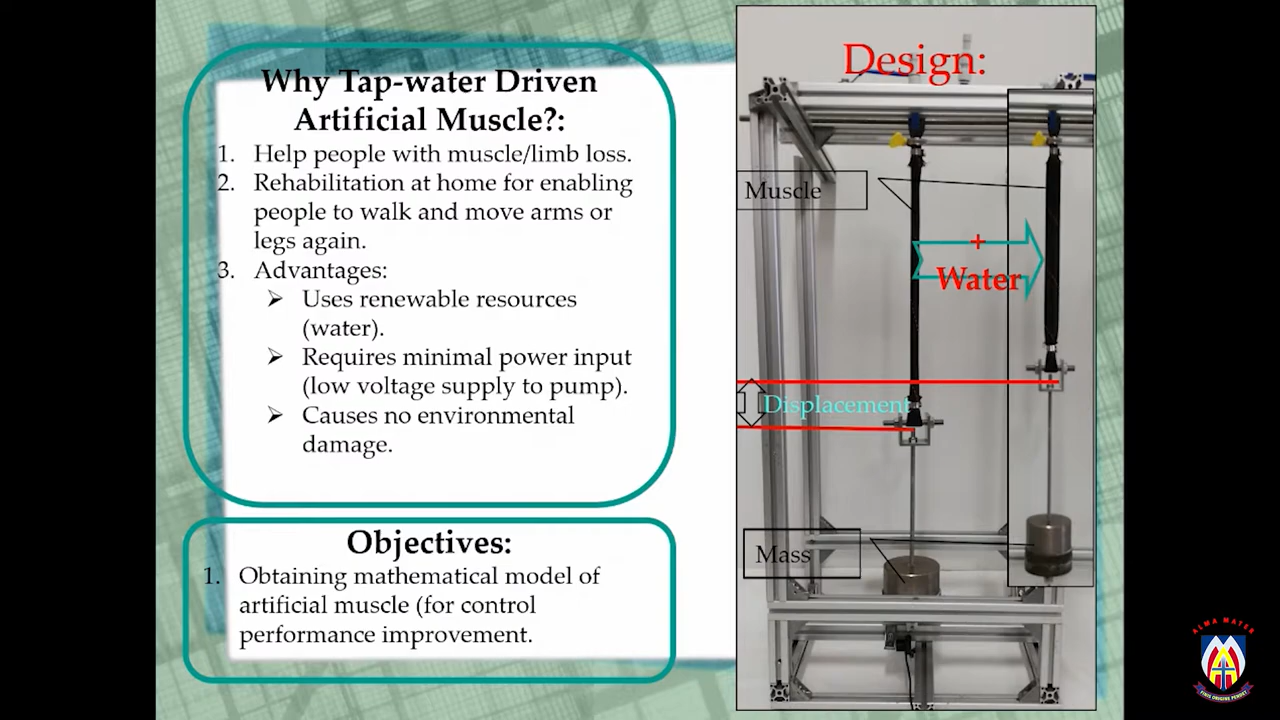 Why Tap-water Driven
Artificial Muscle?:
1. Help people with muscle/limb loss.
2. Rehabilitation at home for enabling
people to walk and move arms or
legs again.
3. Advantages:
➢ Uses renewable resources
(water).
➢ Requires minimal power input
(low voltage supply to pump).
➢ Causes no environmental
damage.
Objectives:
1. Obtaining mathematical model of
artificial muscle (for control
performance improvement.
Design:
Muscle
+
Water
Displacement
Mass
ALMA MATER
FINIS ORIGINE PENDET